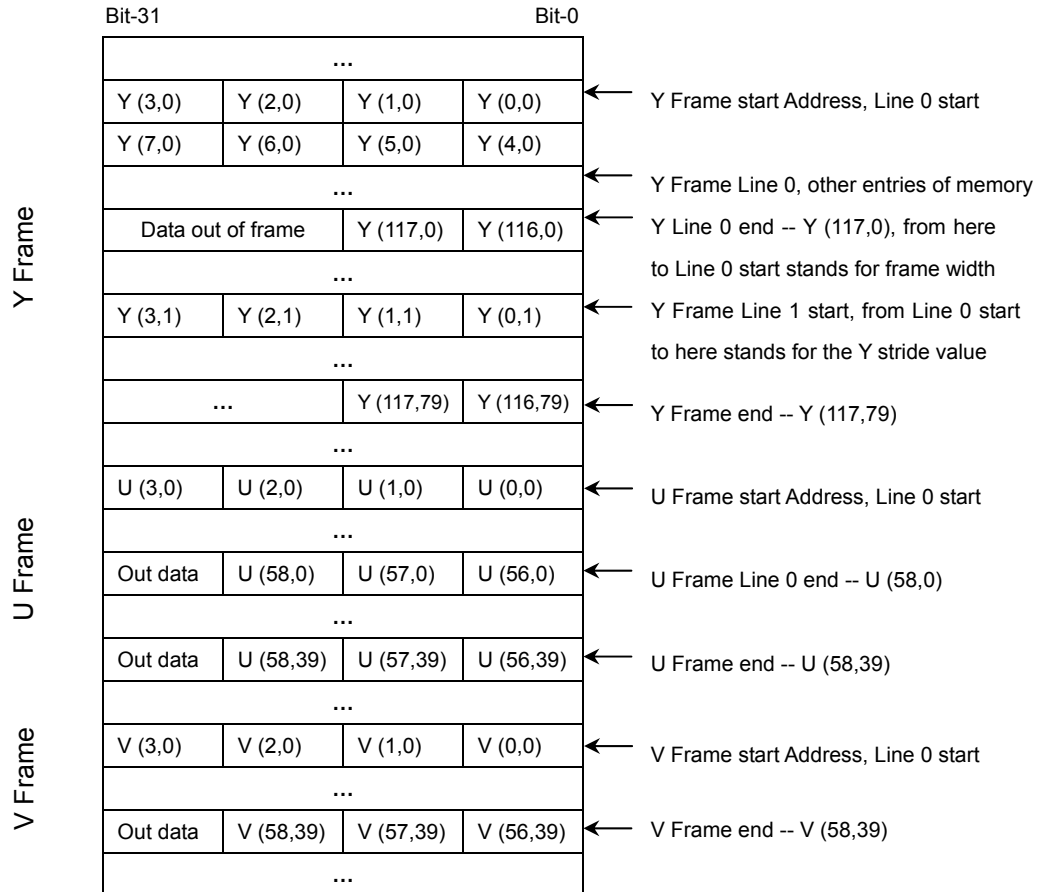 Bit-31 Bit-0
...
Y (3,0) Y (2,0) Y (1,0) Y (0,0) Y Frame start Address, Line 0 start
Y (7,0) Y (6,0) Y (5,0) Y (4,0)
... Y Frame Line 0, other entries of memory
Data out of frame Y (117,0) Y (116,0) Y Line 0 end -- Y (117,0), from here
to Line 0 start stands for frame width
...
Y (3,1) Y (2,1) Y (1,1) Y (0,1) Y Frame Line 1 start, from Line 0 start
to here stands for the Y stride value
...
... Y (117,79) Y (116,79) Y Frame end -- Y (117,79)
...
Y Frame
U (3,0) U (2,0) U (1,0) U (0,0) U Frame start Address, Line 0 start
...
Out data U (58,0) U (57,0) U (56,0) U Frame Line 0 end -- U (58,0)
...
Out data U (58,39) U (57,39) U (56,39) U Frame end -- U (58,39)
...
U Frame
V (3,0) V (2,0) V (1,0) V (0,0) V Frame start Address, Line 0 start
...
Out data V (58,39) V (57,39) V (56,39) V Frame end -- V (58,39)
...
V Frame